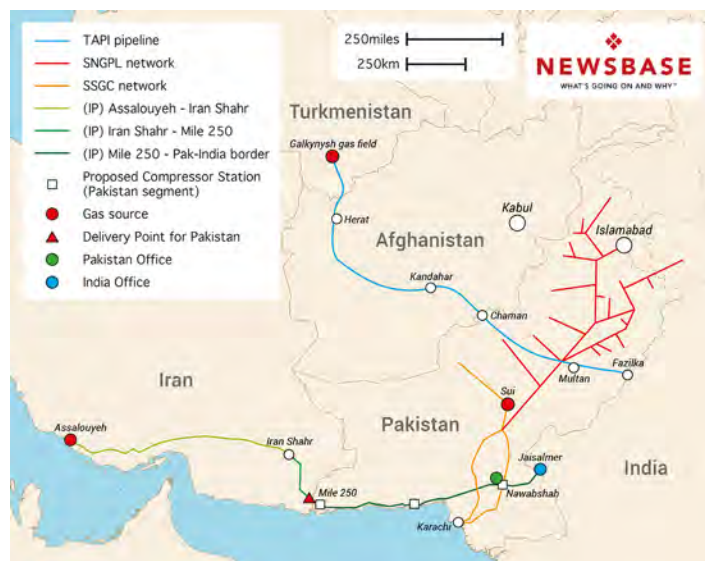 TAPI pipeline
SNGPL network
SSGC network
(IP) Assalouyeh - Iran Shahr
(IP) Iran Shahr - Mile 250
(IP) Mile 250 - Pak-India border
Proposed Compressor Station
(Pakistan segment)
Gas source
Delivery Point for Pakistan
Pakistan Office
India Office
250miles
250km
NEWSBASE
WHAT'S GOING ON AND WHY™
Turkmenistan
Galkynysh gas field
Herat
Kabul
Islamabad
Afghanistan
Kandahar
Chaman
Fazilka
Multan
Iran
Sui
Pakistan
Assalouyeh
Iran Shahr
Jaisalmer
India
Mile 250
Nawabshab
Karachi